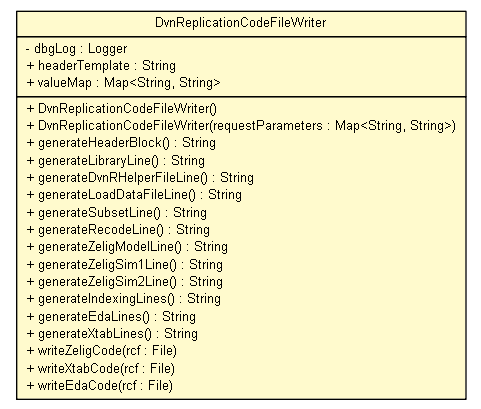 DvnReplicationCodeFileWriter
- dbgLog : Logger
+ headerTemplate : String
+ valueMap : Map<String, String>
+ DvnReplicationCodeFileWriter()
+ DvnReplicationCodeFileWriter(requestParameters : Map<String, String>)
+ generateHeaderBlock() : String
+ generateLibraryLine() : String
+ generateDvnRHelperFileLine() : String
+ generateLoadDataFileLine() : String
+ generateSubsetLine() : String
+ generateRecodeLine() : String
+ generateZeligModelLine() : String
+ generateZeligSim1Line() : String
+ generateZeligSim2Line() : String
+ generateIndexingLines() : String
+ generateEdaLines() : String
+ generateXtabLines() : String
+ writeZeligCode(rcf : File)
+ writeXtabCode(rcf : File)
+ writeEdaCode(rcf : File)